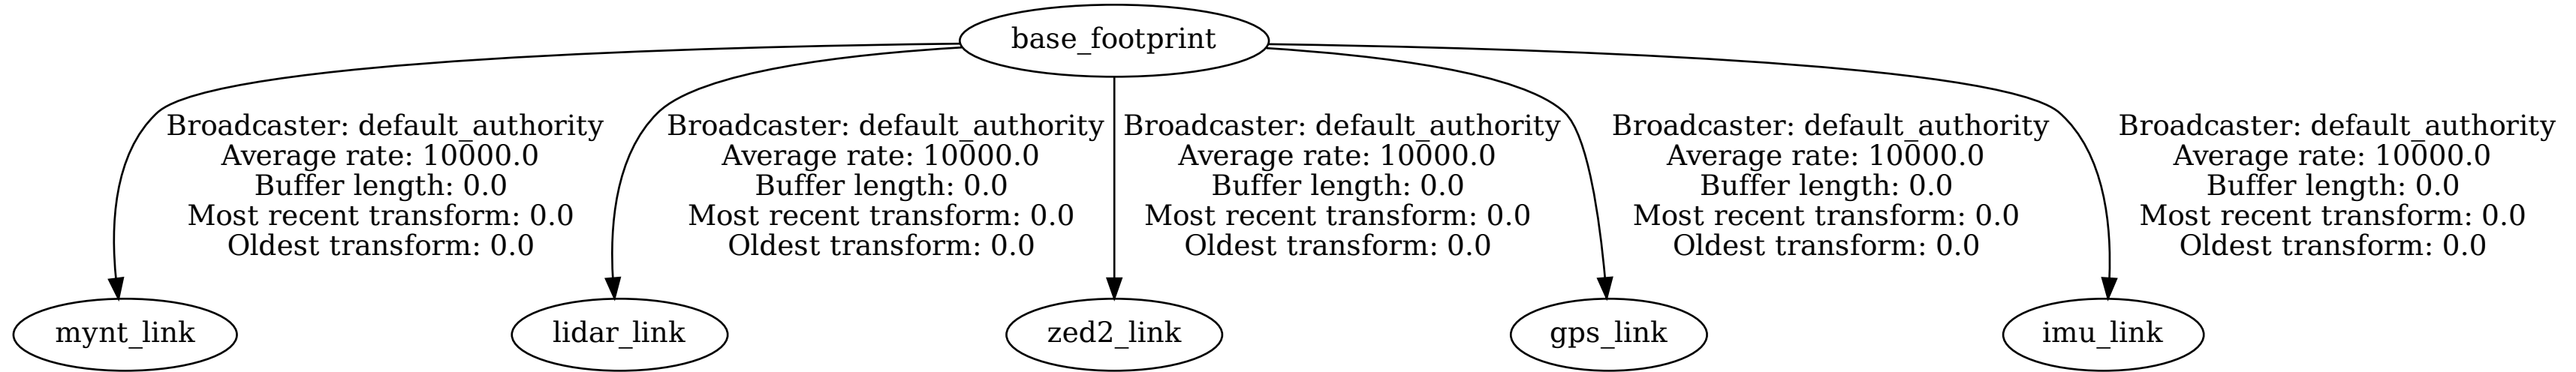 base_footprint
Broadcaster: default_authority
Average rate: 10000.0
Buffer length: 0.0
Most recent transform: 0.0
Oldest transform: 0.0
Broadcaster: default_authority
Average rate: 10000.0
Buffer length: 0.0
Most recent transform: 0.0
Oldest transform: 0.0
Broadcaster: default_authority
Average rate: 10000.0
Buffer length: 0.0
Most recent transform: 0.0
Oldest transform: 0.0
Broadcaster: default_authority
Average rate: 10000.0
Buffer length: 0.0
Most recent transform: 0.0
Oldest transform: 0.0
Broadcaster: default_authority
Average rate: 10000.0
Buffer length: 0.0
Most recent transform: 0.0
Oldest transform: 0.0
mynt_link
lidar_link
zed2_link
gps_link
imu_link